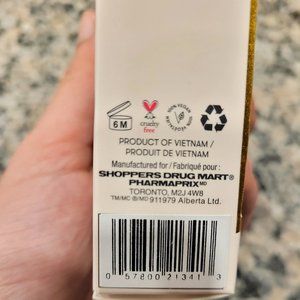 6 M
cruelty
free
100% VEGAN
PRODUCT OF VIETNAM /
PRODUIT DE VIETNAM
Manufactured for / Fabriqué pour :
SHOPPERS DRUG MART®
PHARMAPRIX MD
TORONTO, M2J 4W8
TM/MC ®/MD 911979 Alberta Ltd.
0 57800 21341 3